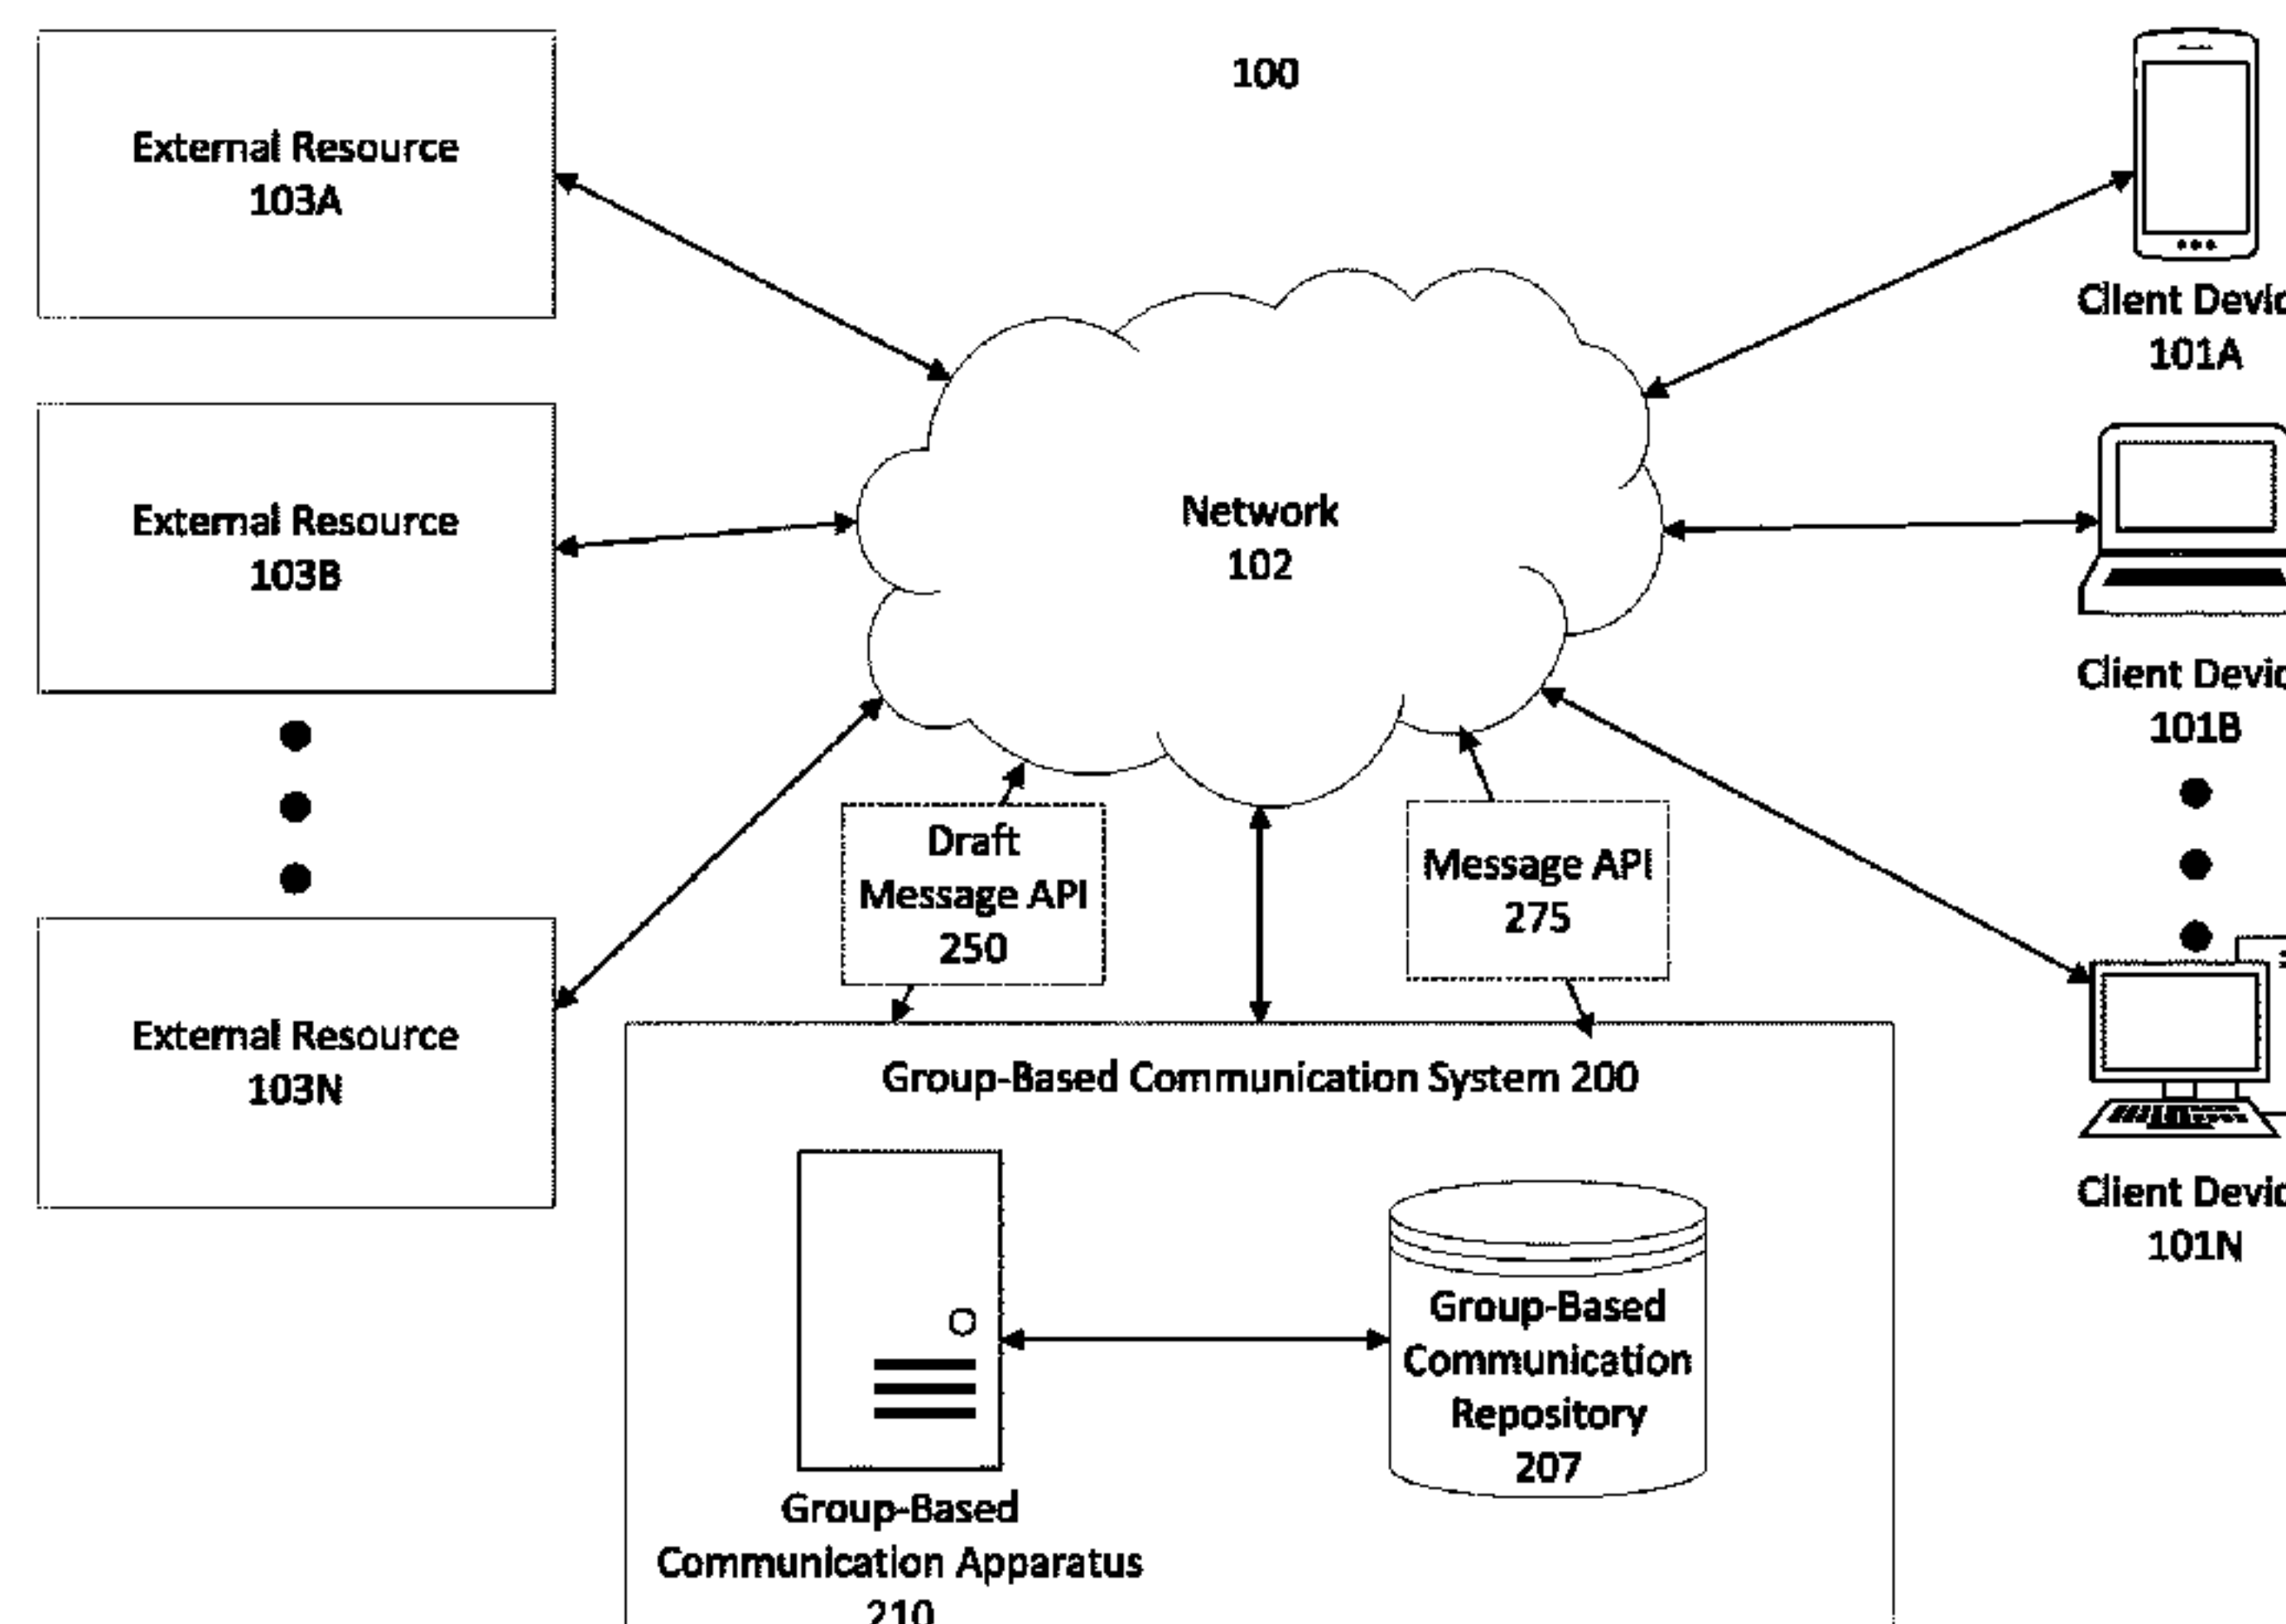 100
External Resource
103A
External Resource
103B
External Resource
103N
Network
102
Client Devic
101A
Client Devic
101B
Client Devic
101N
Draft
Message API
250
Message API
275
Group-Based Communication System 200
Group-Based
Communication Apparatus
210
Group-Based
Communication
Repository
207